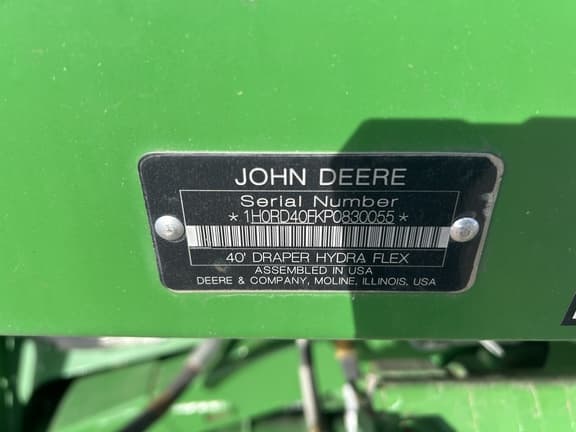 JOHN DEERE
Serial Number
*1H0RD40FKP0830055*
40' DRAPER HYDRA FLEX
ASSEMBLED IN USA
DEERE & COMPANY, MOLINE, ILLINOIS, USA